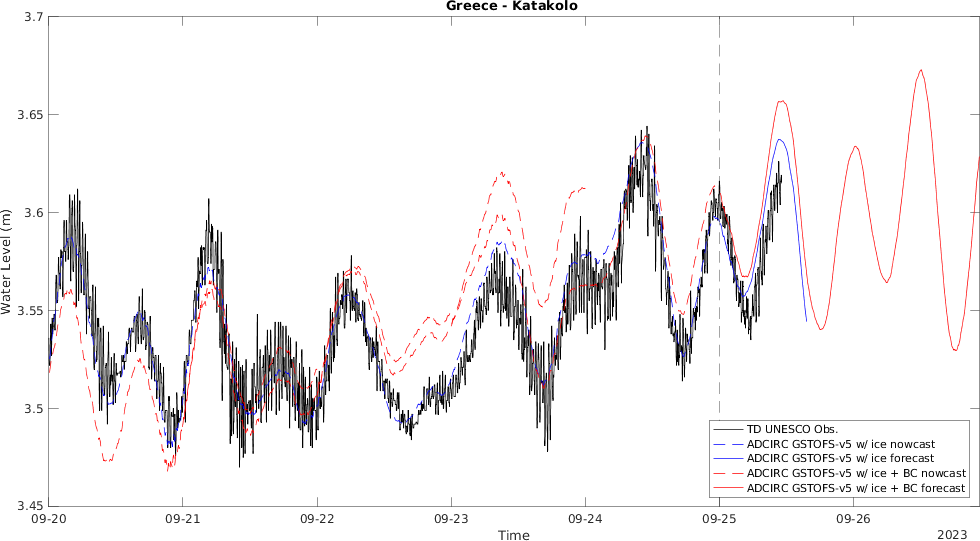 Greece - Katakolo
3.7
3.65
3.6
3.55
3.5
3.45
Water Level (m)
09-20
09-21
09-22
09-23
09-24
09-25
09-26
Time
2023
TD UNESCO Obs.
ADCIRC GSTOFS-v5 w/ ice nowcast
ADCIRC GSTOFS-v5 w/ ice forecast
ADCIRC GSTOFS-v5 w/ ice + BC nowcast
ADCIRC GSTOFS-v5 w/ ice + BC forecast